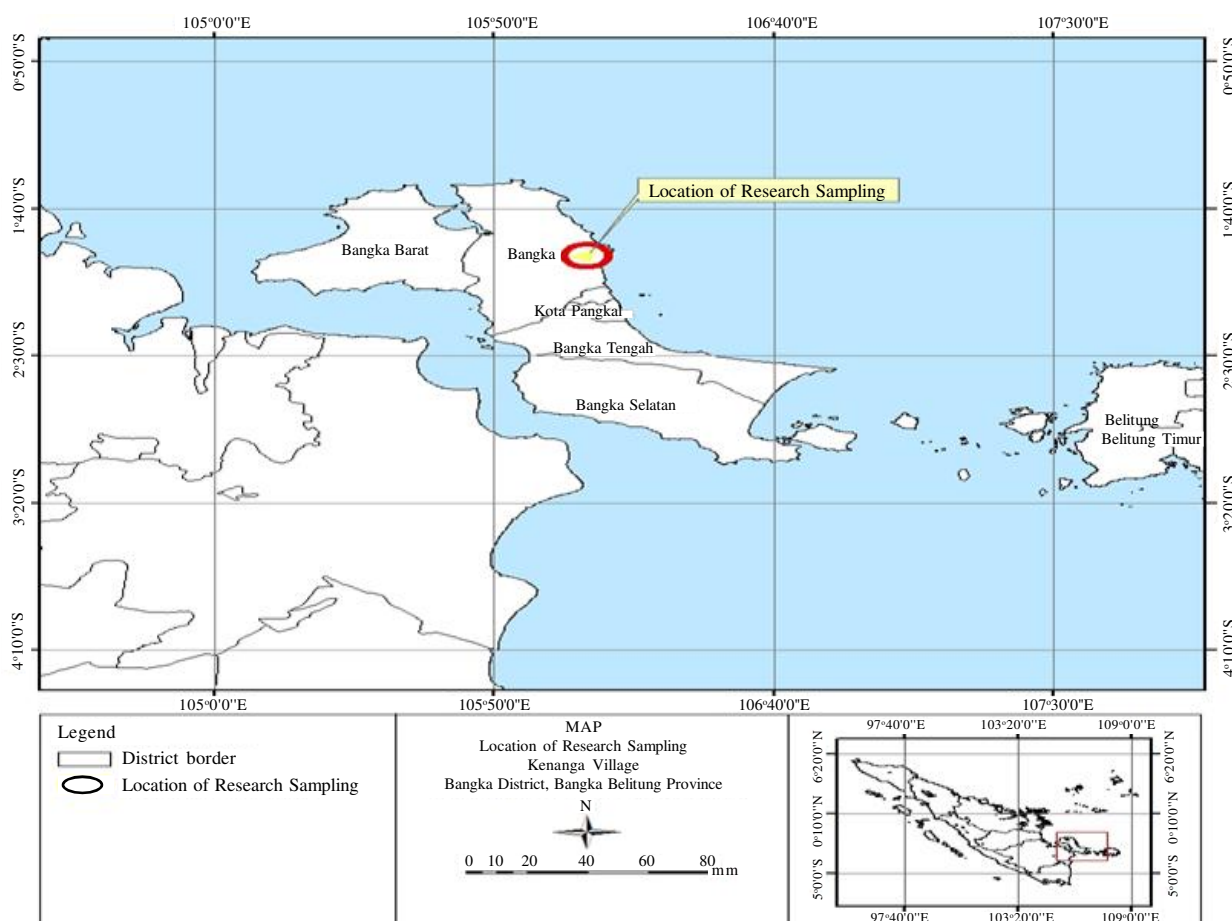 105°0'0"E 105°50'0"E 106°40'0"E 107°30'0"E
0°50'0"S 0°50'0"S
Location of Research Sampling
1°40'0"S 1°40'0"S
Bangka Barat
Bangka
Kota Pangkal
Bangka Tengah
2°30'0"S 2°30'0"S
Bangka Selatan
Belitung
Belitung Timur
3°20'0"S 3°20'0"S
4°10'0"S 4°10'0"S
105°0'0"E 105°50'0"E 106°40'0"E 107°30'0"E
Legend
District border
Location of Research Sampling
MAP
Location of Research Sampling
Kenanga Village
Bangka District, Bangka Belitung Province
N
0 10 20 40 60 80
mm
97°40'0"E 103°20'0"E 109°0'0"E
6°20'0"N 6°20'0"N
0°10'0"N 0°10'0"N
5°0'0"S 5°0'0"S
97°40'0"E 103°20'0"E 109°0'0"E